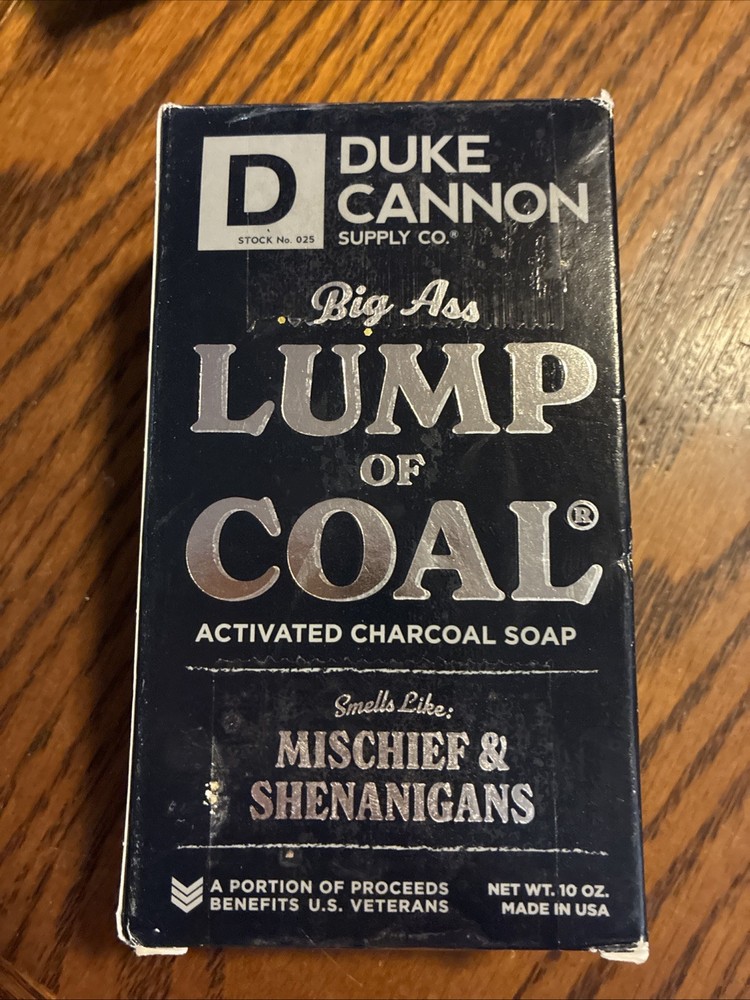 D
STOCK No. 025
DUKE
CANNON
SUPPLY CO.®
Big Ass
LUMP
OF
COAL®
ACTIVATED CHARCOAL SOAP
Smells Like:
MISCHIEF &
SHENANIGANS
A PORTION OF PROCEEDS
BENEFITS U.S. VETERANS
NET WT. 10 OZ.
MADE IN USA